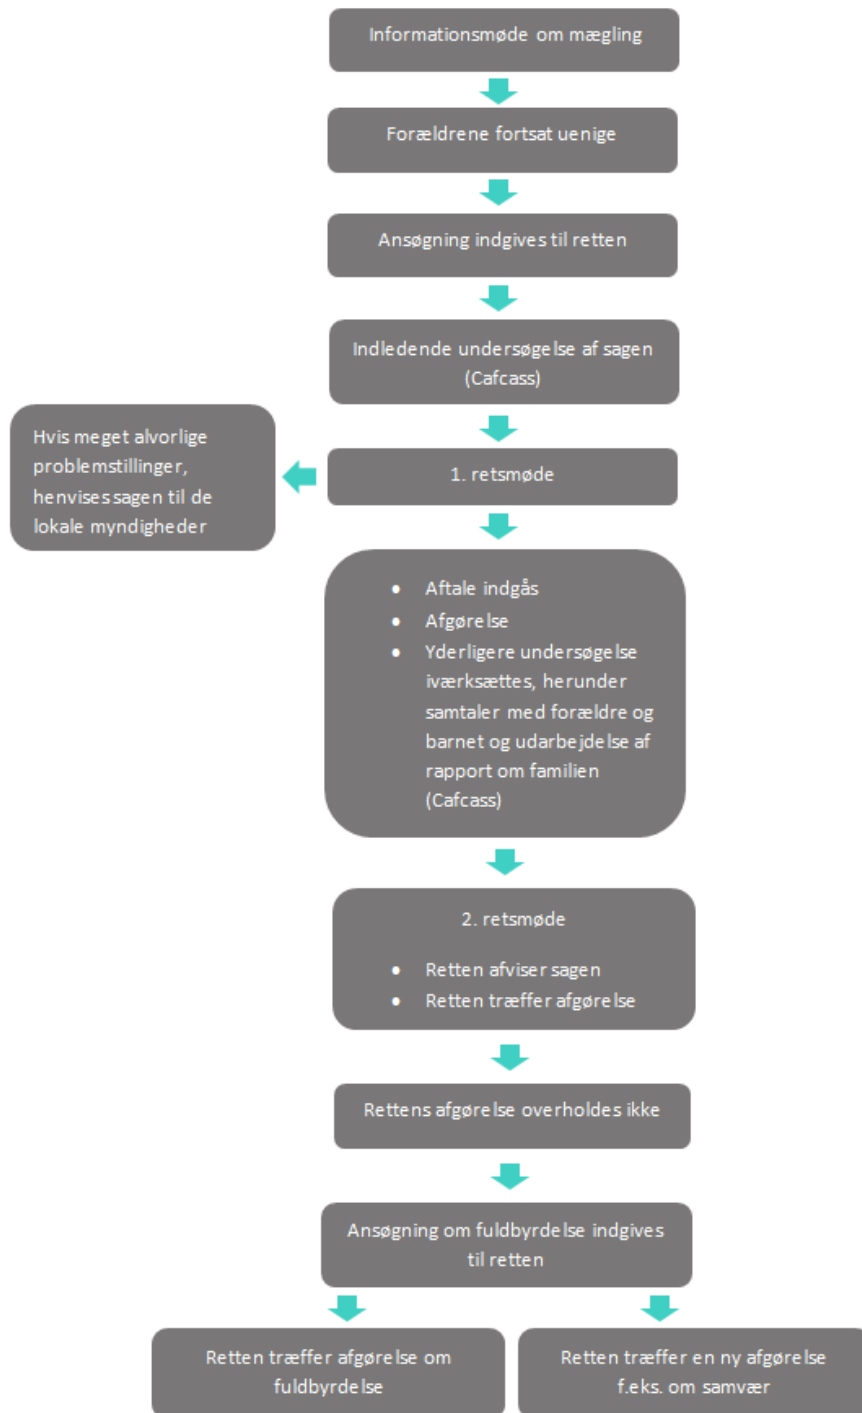 Informationsmøde om mægling
Forældrene fortsat uenige
Ansøgning indgives til retten
Indledende undersøgelse af sagen
(Cafcass)
1. retsmøde
Hvis meget alvorlige
problemstillinger,
henvises sagen til de
lokale myndigheder
• Aftale indgås
• Afgørelse
• Yderligere undersøgelse
iværksættes, herunder
samtaler med forældre og
barnet og udarbejdelse af
rapport om familien
(Cafcass)
2. retsmøde
• Retten afviser sagen
• Retten træffer afgørelse
Rettens afgørelse overholdes ikke
Ansøgning om fuldbyrdelse indgives
til retten
Retten træffer afgørelse om
fuldbyrdelse
Retten træffer en ny afgørelse
f.eks. om samvær